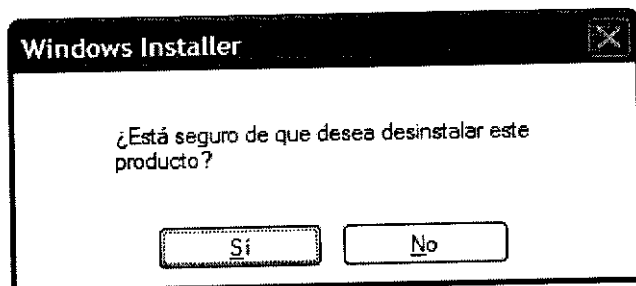 Windows Installer
¿Está seguro de que desea desinstalar este
producto?
Sí
No